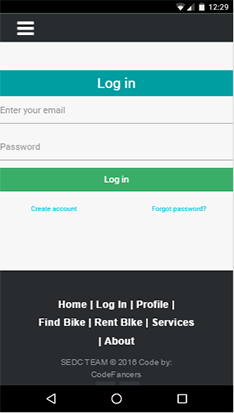 12:29
Log in
Enter your email
Password
Log in
Create account Forgot password?
Home | Log In | Profile |
Find Bike | Rent BIke | Services
| About
SEDC TEAM © 2016 Code by:
CodeFancers